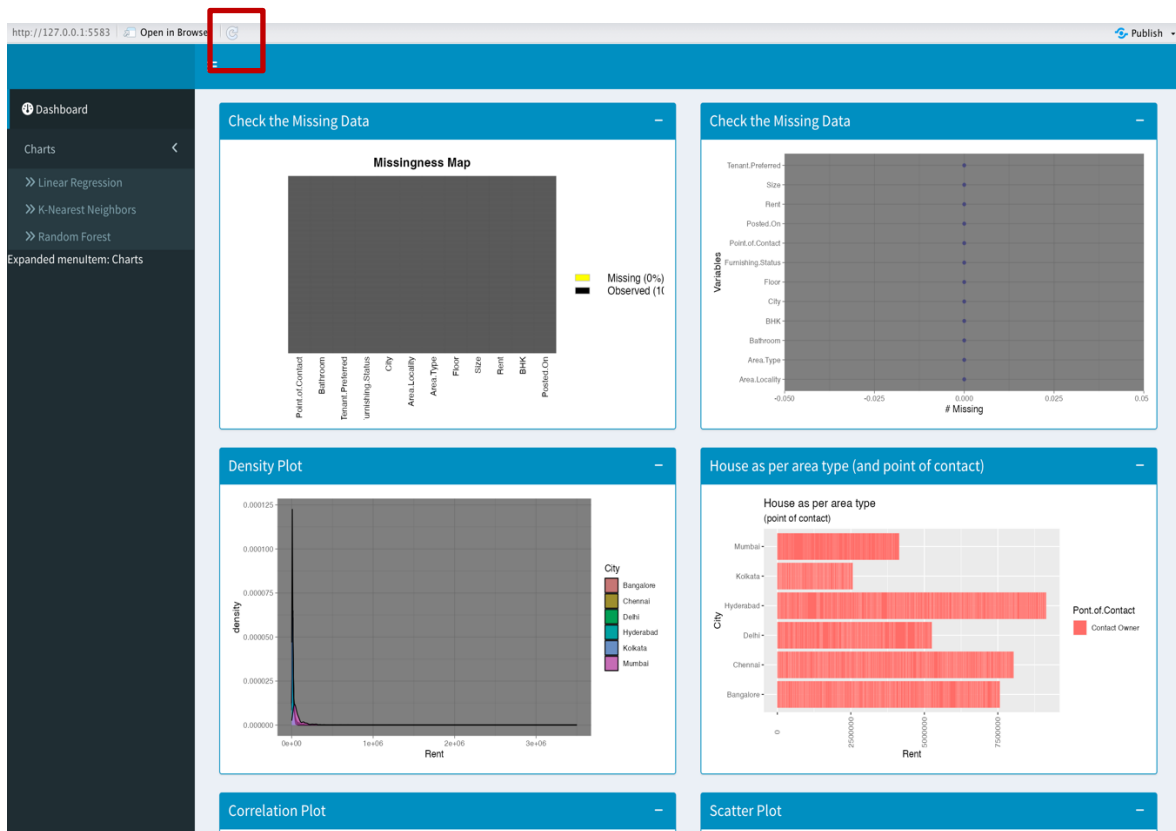 http://127.0.0.1:5583 Open in Browse Publish
Dashboard
Charts
Linear Regression
K-Nearest Neighbors
Random Forest
Expanded menuItem: Charts
Check the Missing Data
Missingness Map
Missing (0%)
Observed (10
Point.of.Contact
Bathroom
Tenant.Preferred
urnishing.Status
City
Area.Locality
Area.Type
Floor
Size
Rent
BHK
Posted.On
Check the Missing Data
Variables
Tenant.Preferred
Size
Rent
Posted.On
Point.of.Contact
Furnishing.Status
Floor
City
BHK
Bathroom
Area.Type
Area.Locality
-0.050 -0.025 0.000 0.025 0.05
# Missing
Density Plot
density
0.000125
0.000100
0.000075
0.000050
0.000025
0.000000
0e+00 1e+06 2e+06 3e+06
Rent
City
Bangalore
Chennai
Delhi
Hyderabad
Kolkata
Mumbai
House as per area type (and point of contact)
House as per area type
(point of contact)
City
Mumbai
Kolkata
Hyderabad
Delhi
Chennai
Bangalore
0 2500000 5000000 7500000
Rent
Pont.of.Contact
Contact Owner
Correlation Plot
Scatter Plot